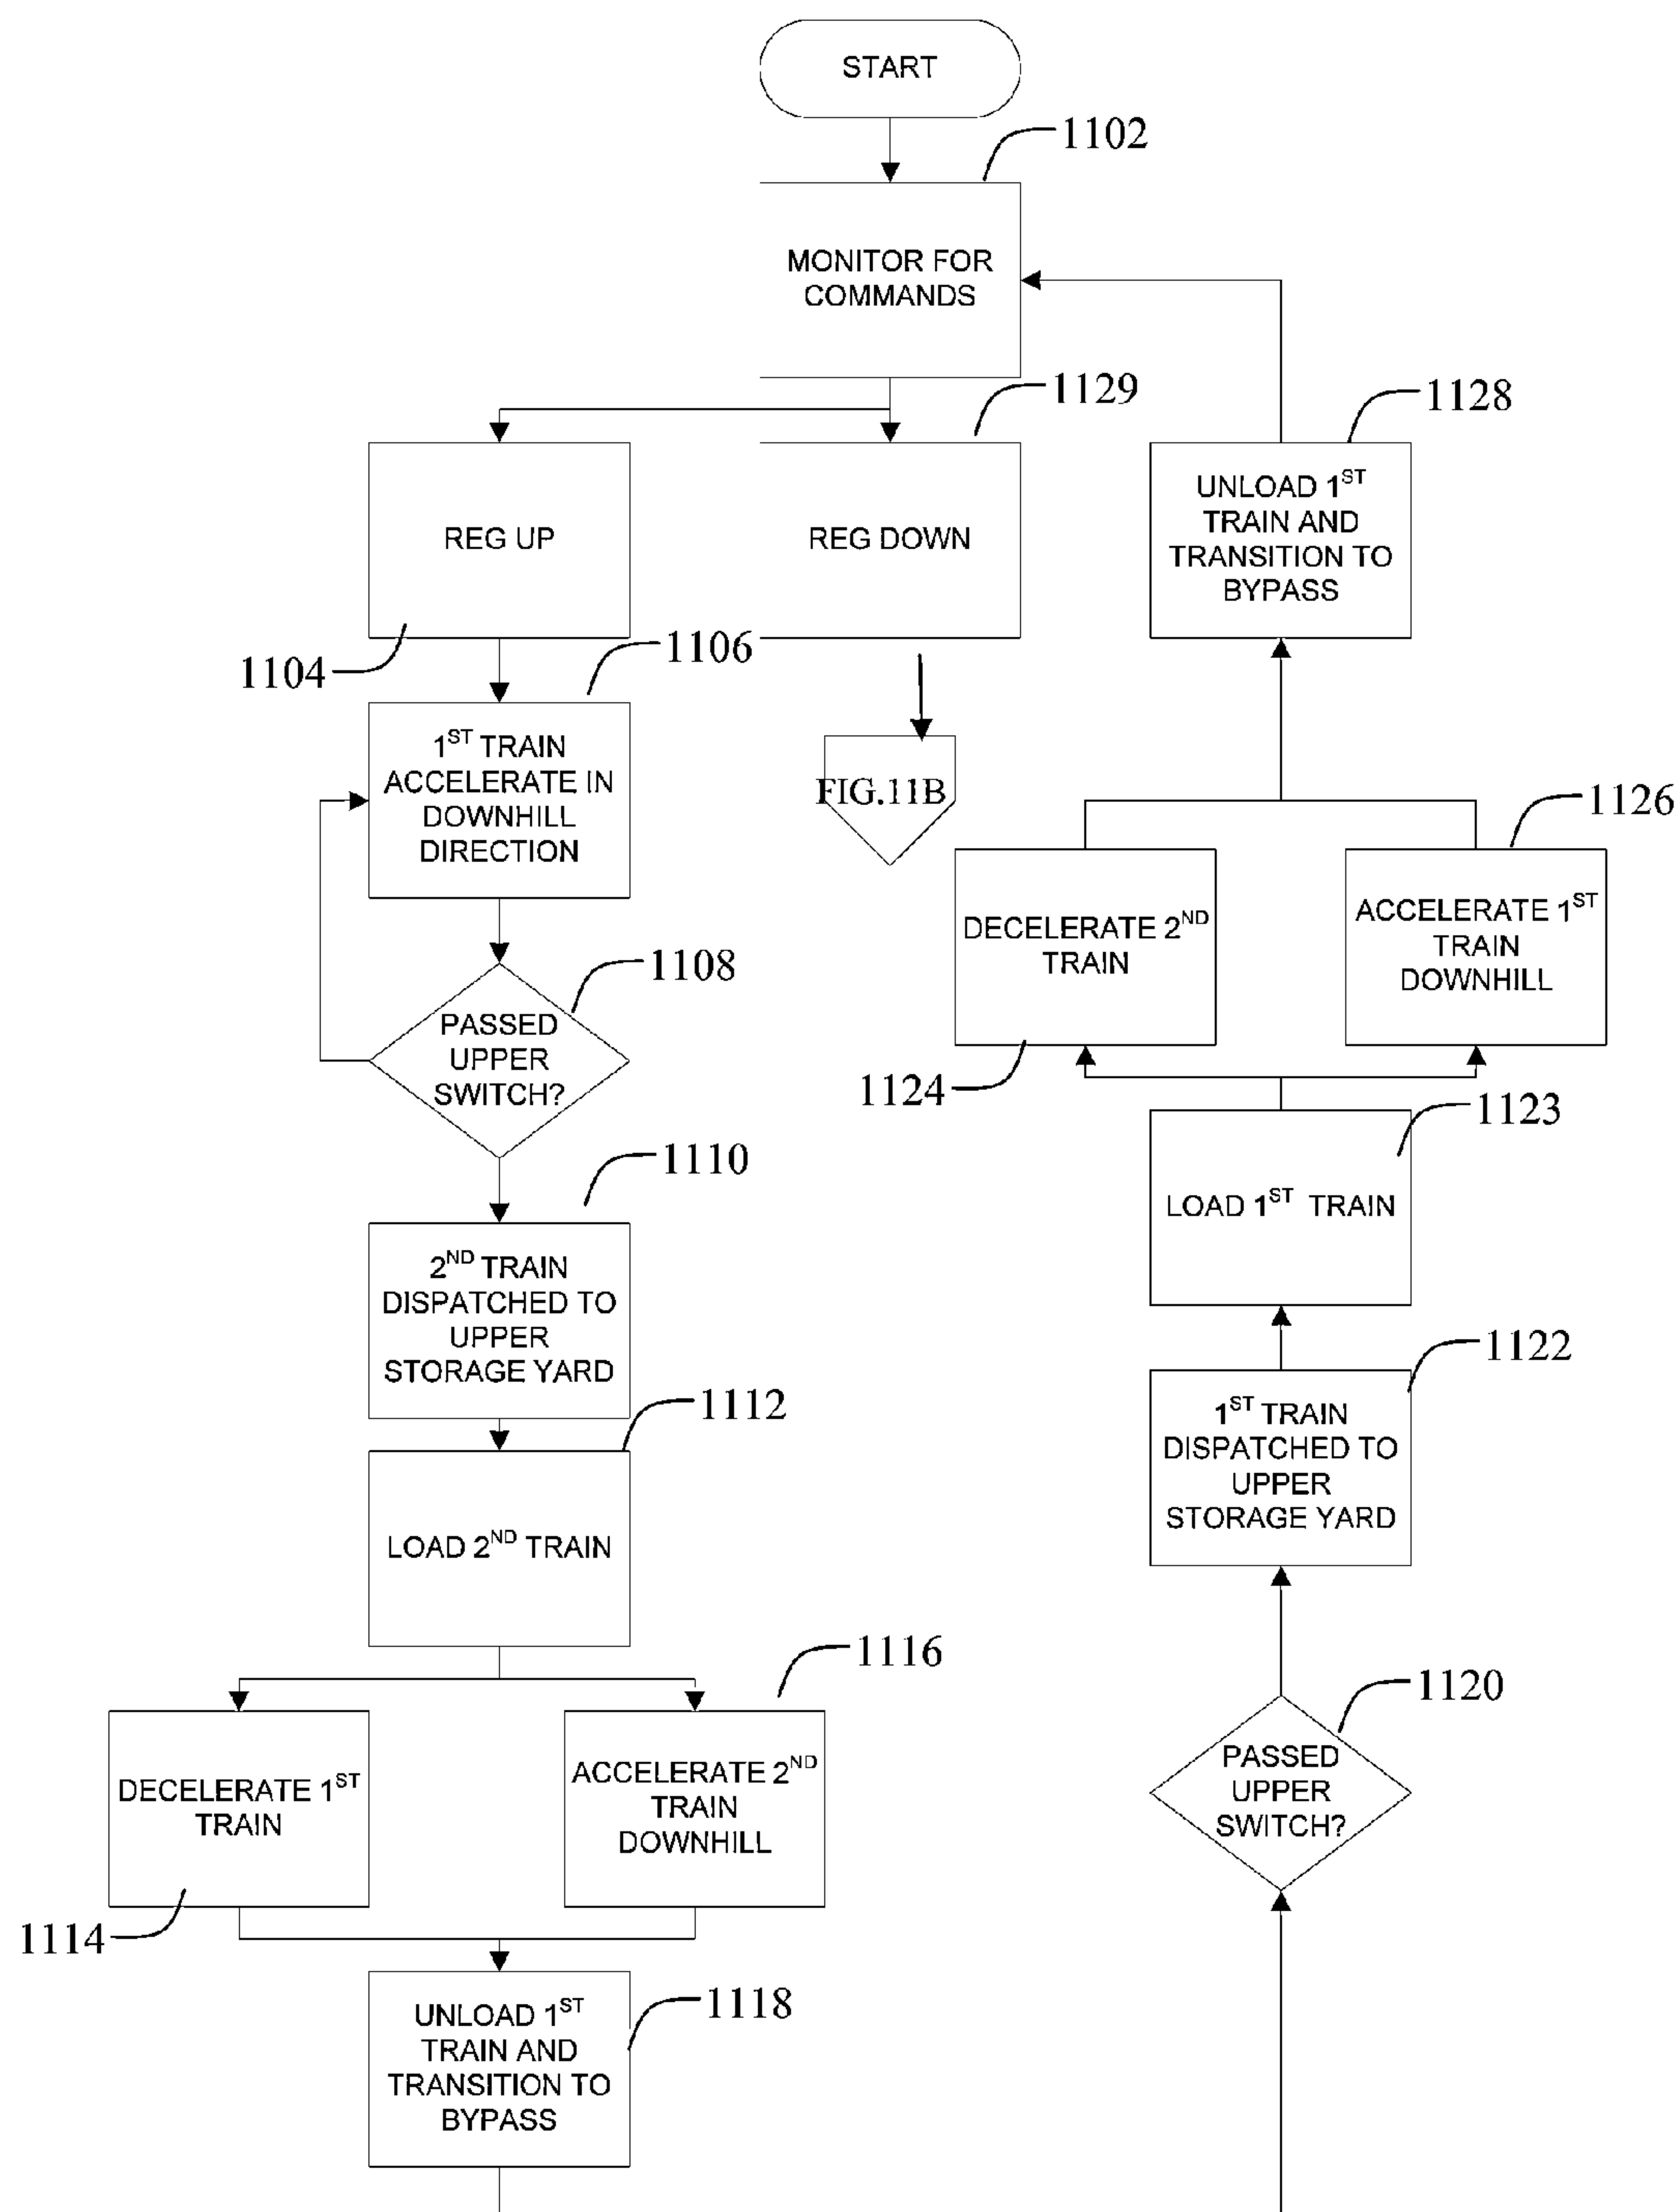 START
1102
MONITOR FOR
COMMANDS
1129
1128
REG UP
REG DOWN
UNLOAD 1ST
TRAIN AND
TRANSITION TO
BYPASS
1104
1106
1ST TRAIN
ACCELERATE IN
DOWNHILL
DIRECTION
FIG.11B
1126
DECELERATE 2ND
TRAIN
ACCELERATE 1ST
TRAIN
DOWNHILL
1108
PASSED
UPPER
SWITCH?
1124
1123
1110
LOAD 1ST TRAIN
2ND TRAIN
DISPATCHED TO
UPPER
STORAGE YARD
1122
1112
1ST TRAIN
DISPATCHED TO
UPPER
STORAGE YARD
LOAD 2ND TRAIN
1116
1120
DECELERATE 1ST
TRAIN
ACCELERATE 2ND
TRAIN
DOWNHILL
PASSED
UPPER
SWITCH?
1114
1118
UNLOAD 1ST
TRAIN AND
TRANSITION TO
BYPASS